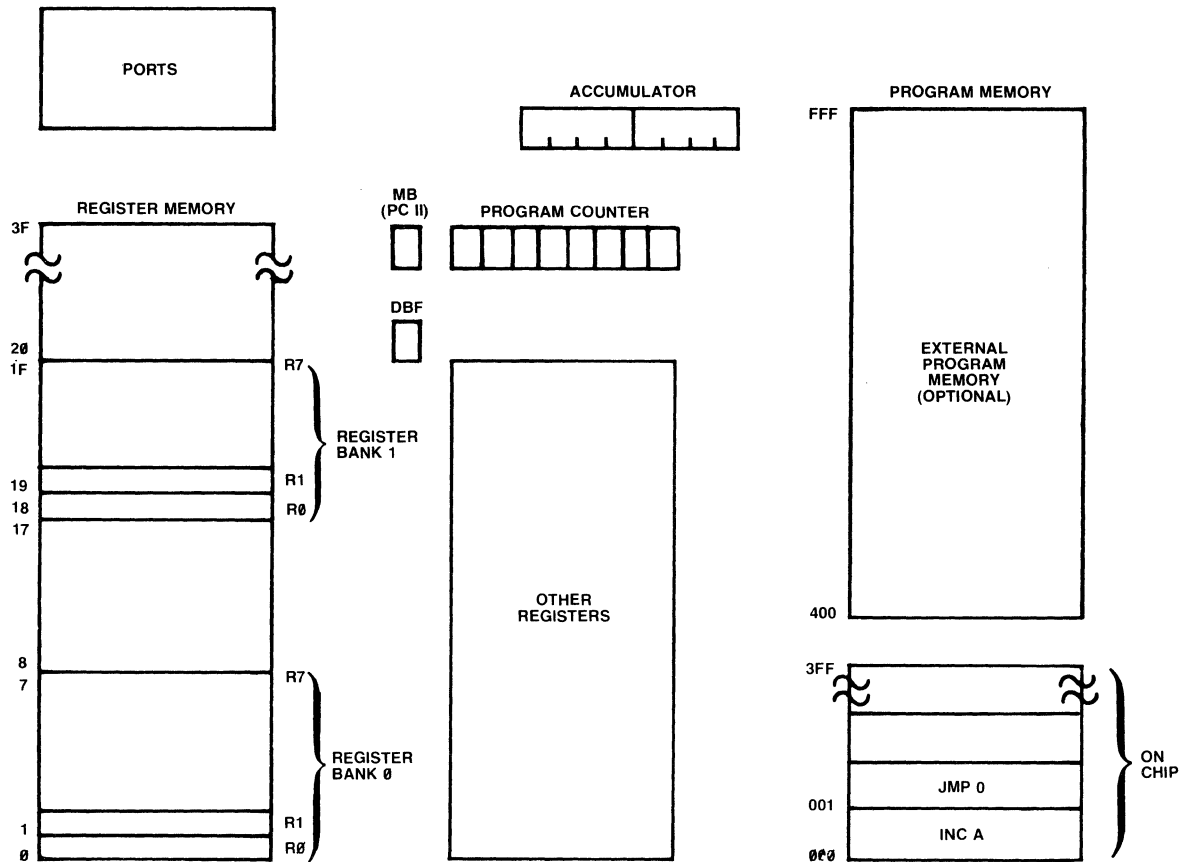 PORTS
ACCUMULATOR
PROGRAM MEMORY
FFF
REGISTER MEMORY
MB
(PC II)
PROGRAM COUNTER
3F
DBF
2Ø
1F
R7
REGISTER
BANK 1
EXTERNAL
PROGRAM
MEMORY
(OPTIONAL)
19
R1
18
RØ
17
OTHER
REGISTERS
400
8
7
R7
3FF
REGISTER
BANK Ø
ON
CHIP
JMP 0
001
1
R1
INC A
Ø
RØ